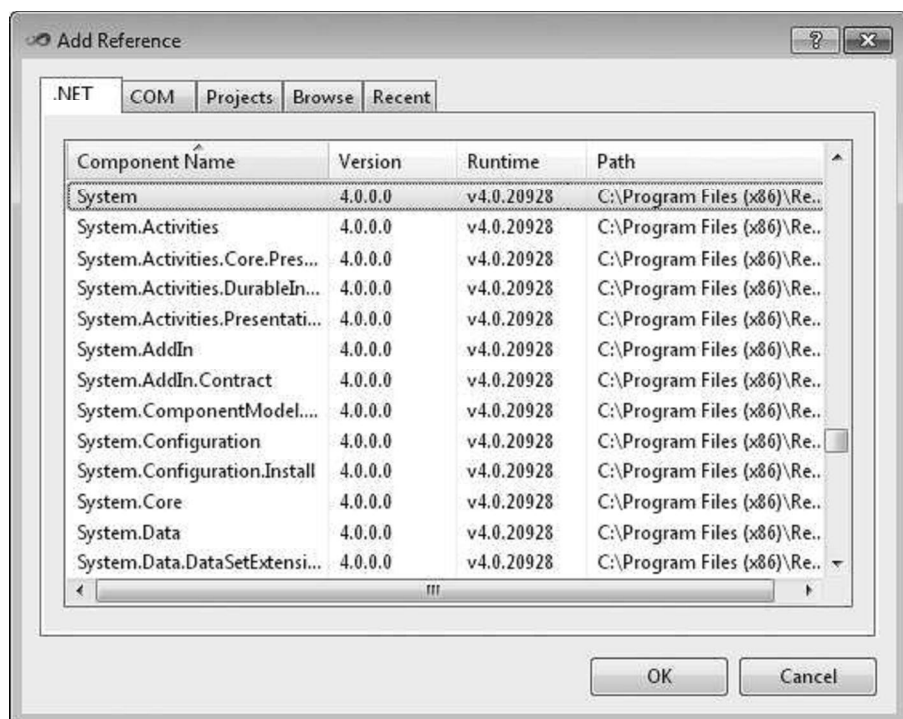 Add Reference
.NET COM Projects Browse Recent
Component Name Version Runtime Path
System 4.0.0.0 v4.0.20928 C:\Program Files (x86)\Re..
System.Activities 4.0.0.0 v4.0.20928 C:\Program Files (x86)\Re..
System.Activities.Core.Pres... 4.0.0.0 v4.0.20928 C:\Program Files (x86)\Re..
System.Activities.DurableIn... 4.0.0.0 v4.0.20928 C:\Program Files (x86)\Re..
System.Activities.Presentati... 4.0.0.0 v4.0.20928 C:\Program Files (x86)\Re..
System.AddIn 4.0.0.0 v4.0.20928 C:\Program Files (x86)\Re..
System.AddIn.Contract 4.0.0.0 v4.0.20928 C:\Program Files (x86)\Re..
System.ComponentModel.... 4.0.0.0 v4.0.20928 C:\Program Files (x86)\Re..
System.Configuration 4.0.0.0 v4.0.20928 C:\Program Files (x86)\Re..
System.Configuration.Install 4.0.0.0 v4.0.20928 C:\Program Files (x86)\Re..
System.Core 4.0.0.0 v4.0.20928 C:\Program Files (x86)\Re..
System.Data 4.0.0.0 v4.0.20928 C:\Program Files (x86)\Re..
System.Data.DataSetExtensi... 4.0.0.0 v4.0.20928 C:\Program Files (x86)\Re..
OK Cancel